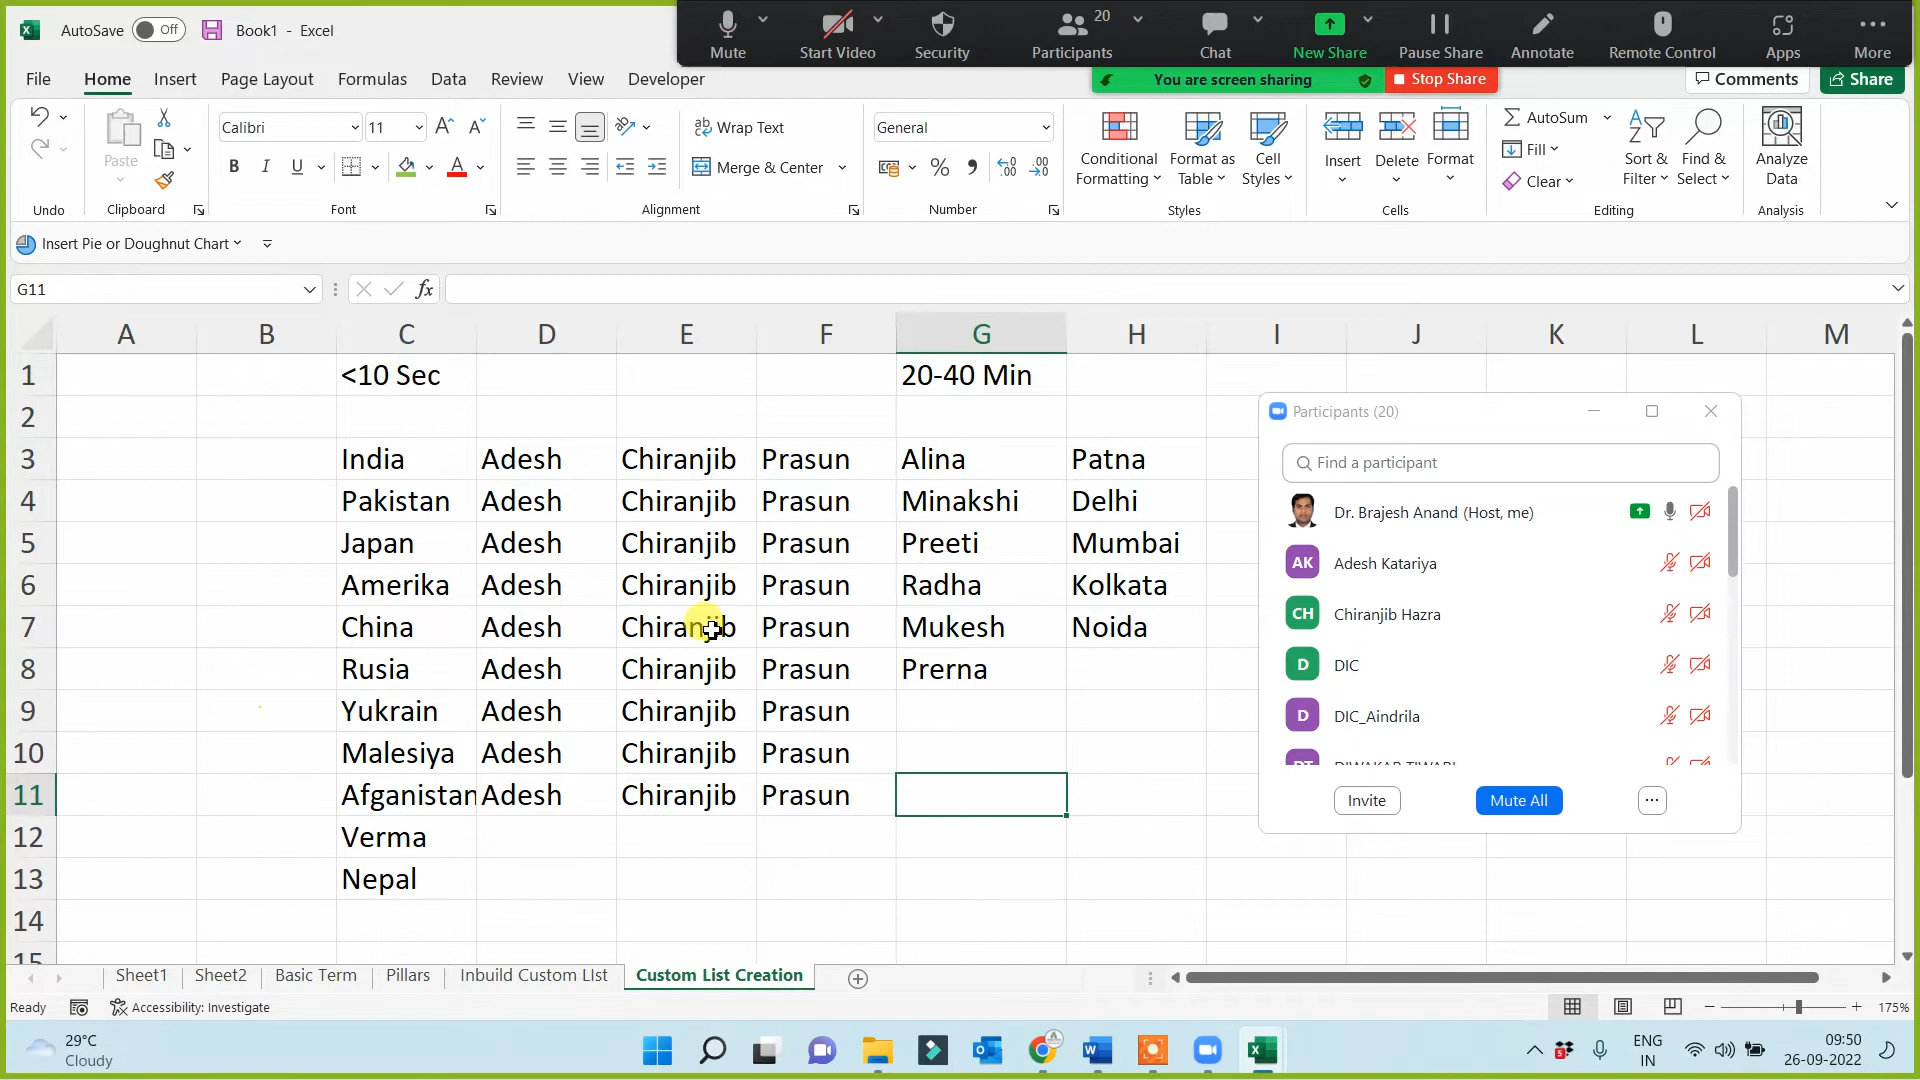 AutoSave Off Book1 - Excel
Mute Start Video Security 20 Participants Chat New Share Pause Share Annotate Remote Control Apps More
You are screen sharing Stop Share
File Home Insert Page Layout Formulas Data Review View Developer Comments Share
Calibri 11 Wrap Text General AutoSum
Paste B I U A Merge & Center % Fill Clear
Conditional Formatting Format as Table Cell Styles Insert Delete Format Sort & Filter Find & Select Analyze Data
Undo Clipboard Font Alignment Number Styles Cells Editing Analysis
Insert Pie or Doughnut Chart
G11 fx
A B C D E F G H I J K L M
1 <10 Sec 20-40 Min
2
3 India Adesh Chiranjib Prasun Alina Patna
4 Pakistan Adesh Chiranjib Prasun Minakshi Delhi
5 Japan Adesh Chiranjib Prasun Preeti Mumbai
6 Amerika Adesh Chiranjib Prasun Radha Kolkata
7 China Adesh Chiranjib Prasun Mukesh Noida
8 Rusia Adesh Chiranjib Prasun Prerna
9 Yukrain Adesh Chiranjib Prasun
10 Malesiya Adesh Chiranjib Prasun
11 Afganistan Adesh Chiranjib Prasun
12 Verma
13 Nepal
14
15
Participants (20)
Find a participant
Dr. Brajesh Anand (Host, me)
AK Adesh Katariya
CH Chiranjib Hazra
D DIC
D DIC_Aindrila
DT DIWAKAR TIWARI
Invite Mute All ...
Sheet1 Sheet2 Basic Term Pillars Inbuild Custom LIst Custom List Creation
Ready Accessibility: Investigate 175%
29°C
Cloudy
ENG
IN
09:50
26-09-2022